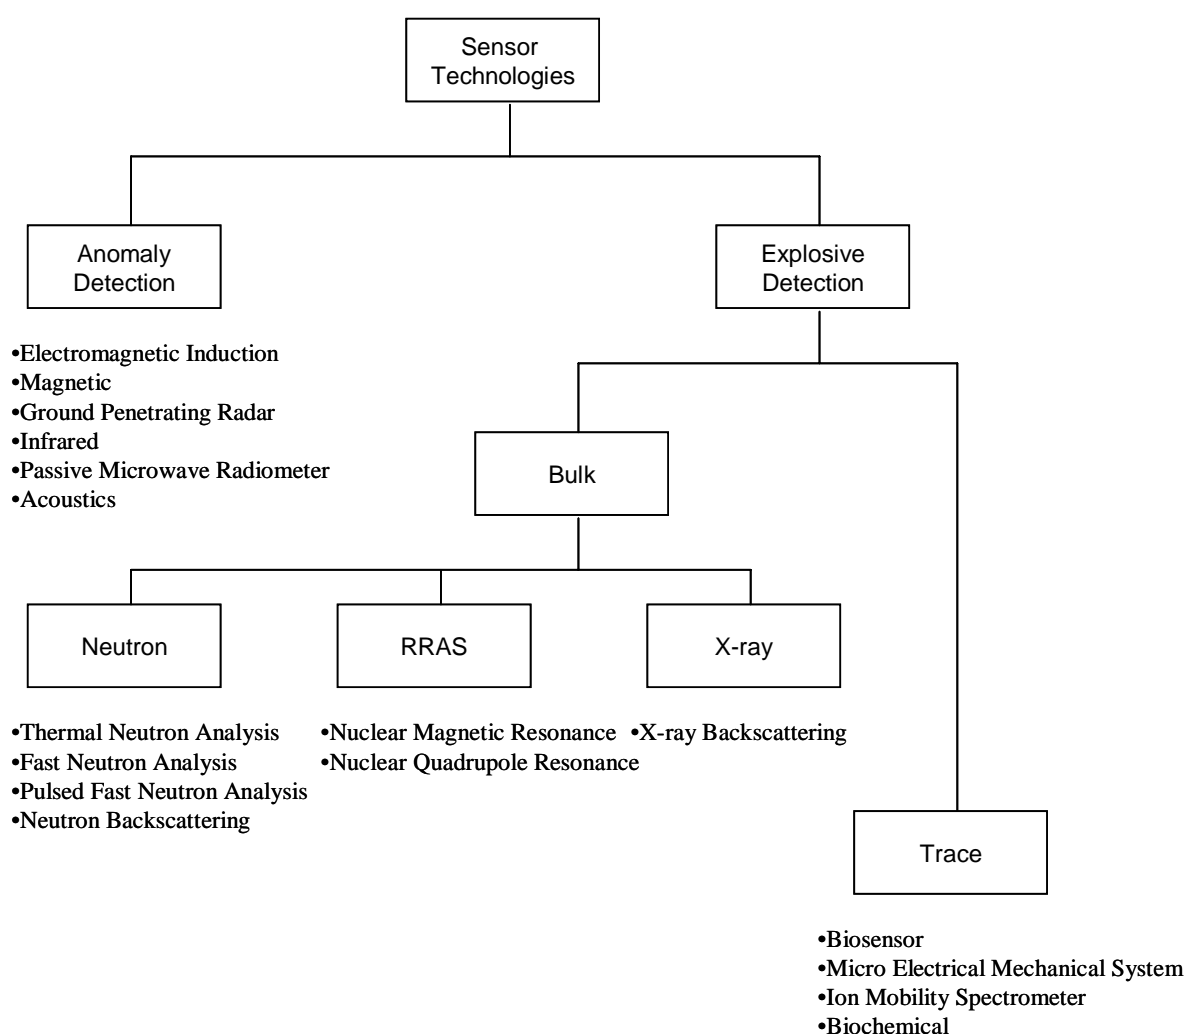 Sensor
Technologies
Anomaly
Detection
Explosive
Detection
•Electromagnetic Induction
•Magnetic
•Ground Penetrating Radar
•Infrared
•Passive Microwave Radiometer
•Acoustics
Bulk
Neutron
RRAS
X-ray
•Thermal Neutron Analysis
•Fast Neutron Analysis
•Pulsed Fast Neutron Analysis
•Neutron Backscattering
•Nuclear Magnetic Resonance
•Nuclear Quadrupole Resonance
•X-ray Backscattering
Trace
•Biosensor
•Micro Electrical Mechanical System
•Ion Mobility Spectrometer
•Biochemical